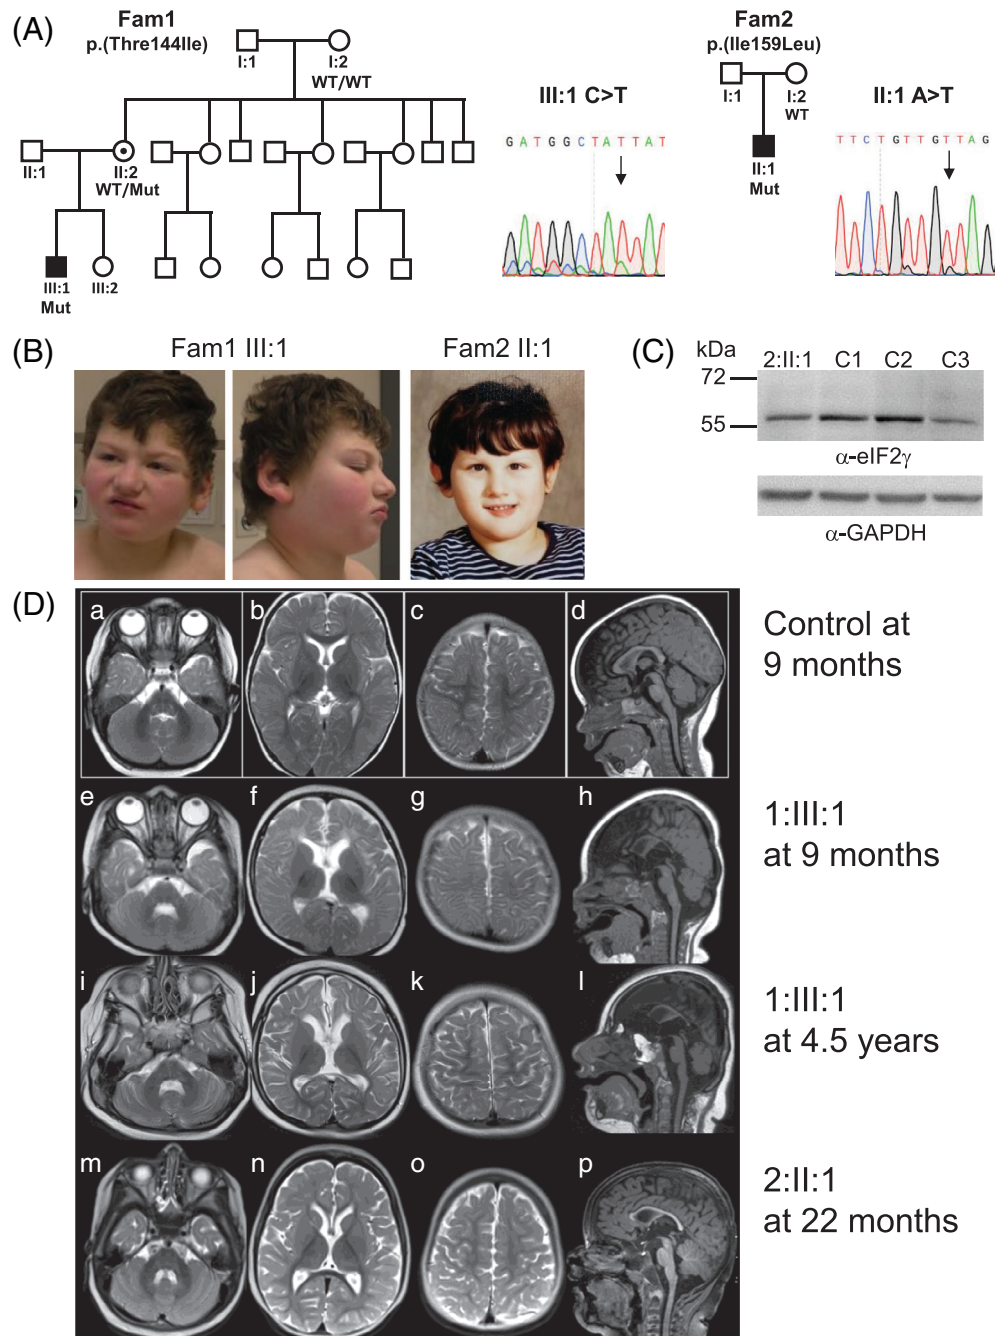 (A)
Fam1
p.(Thre144Ile)
I:1
I:2
WT/WT
II:1
II:2
WT/Mut
III:1
Mut
III:2
III:1 C>T
G A T G G C T A T T A T
Fam2
p.(Ile159Leu)
I:1
I:2
WT
II:1
Mut
II:1 A>T
T T C T G T T G T T A G
(B)
Fam1 III:1
Fam2 II:1
(C)
kDa
2:II:1
C1
C2
C3
72
55
α-eIF2γ
α-GAPDH
(D)
a
b
c
d
Control at
9 months
e
f
g
h
1:III:1
at 9 months
i
j
k
l
1:III:1
at 4.5 years
m
n
o
p
2:II:1
at 22 months